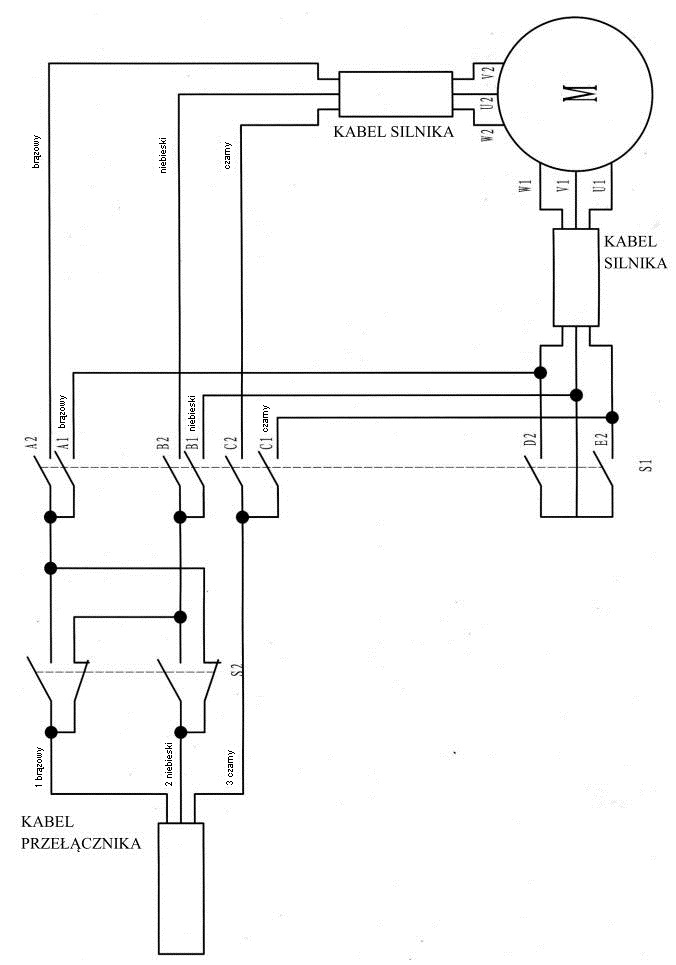 M
V2
U2
W2
KABEL SILNIKA
brązowy
niebieski
czarny
W1
V1
U1
KABEL
SILNIKA
brązowy
niebieski
czarny
A2
A1
B2
B1
C2
C1
D2
E2
S1
S2
1 brązowy
2 niebieski
3 czarny
KABEL
PRZEŁĄCZNIKA